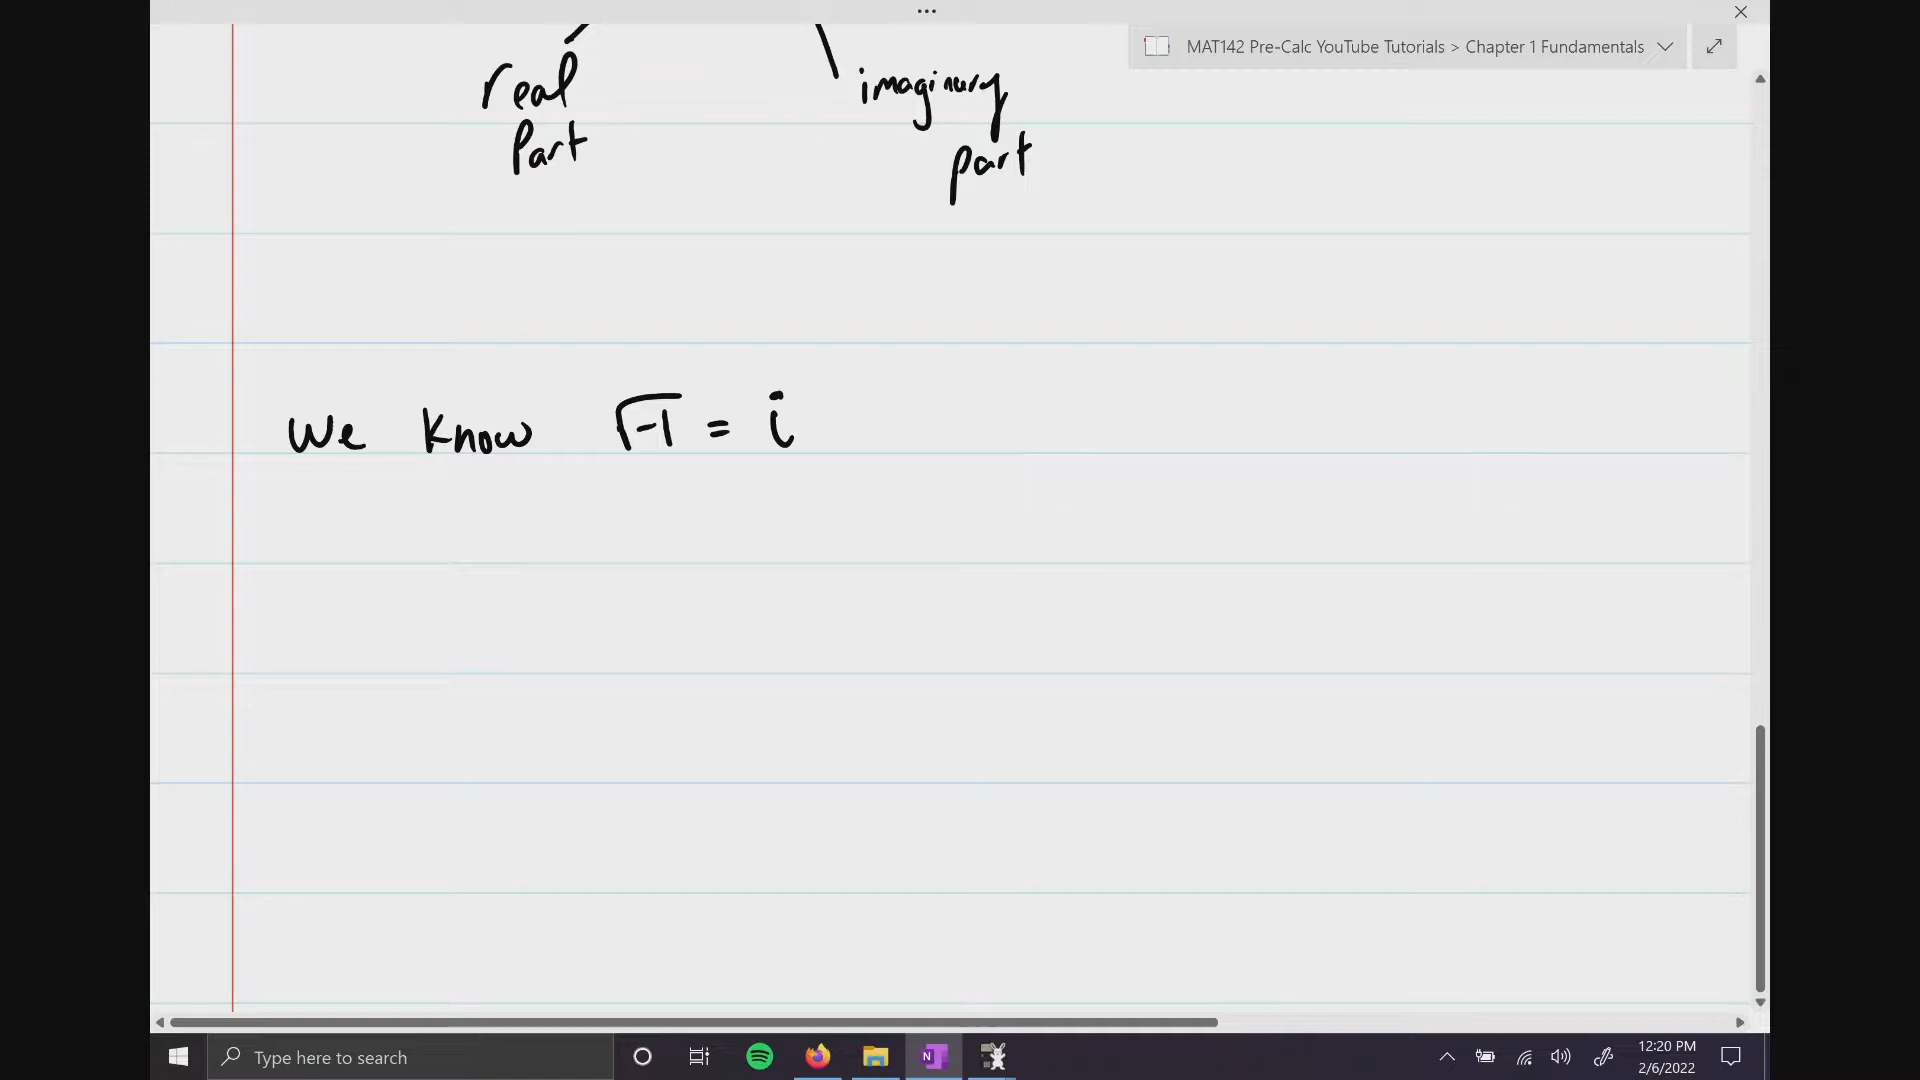 ...
MAT142 Pre-Calc YouTube Tutorials > Chapter 1 Fundamentals
real
Part
imaginary
part
We know √-1 = i
Type here to search
N
12:20 PM
2/6/2022